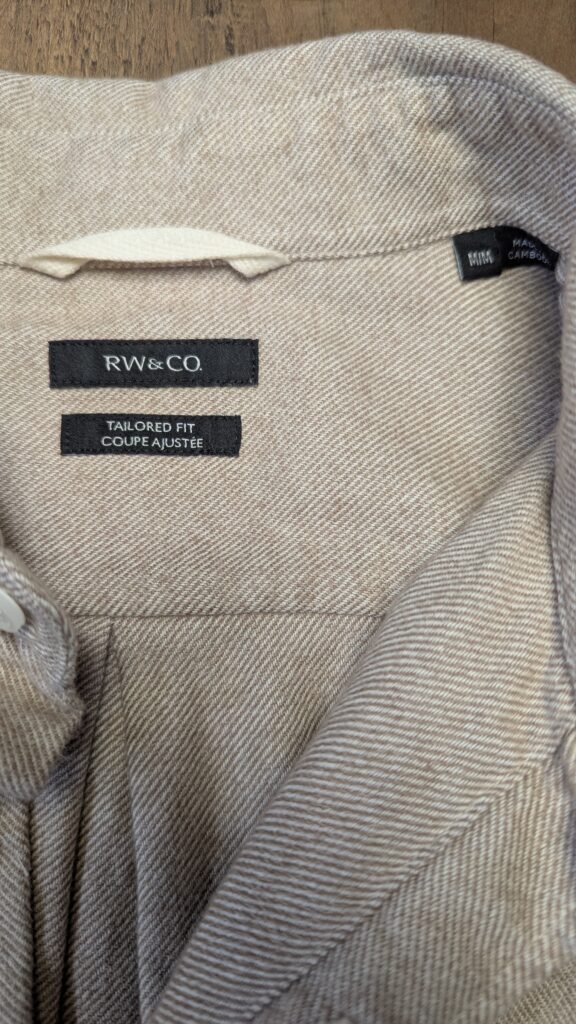 RW&CO.
TAILORED FIT
COUPE AJUSTÉE
M/M